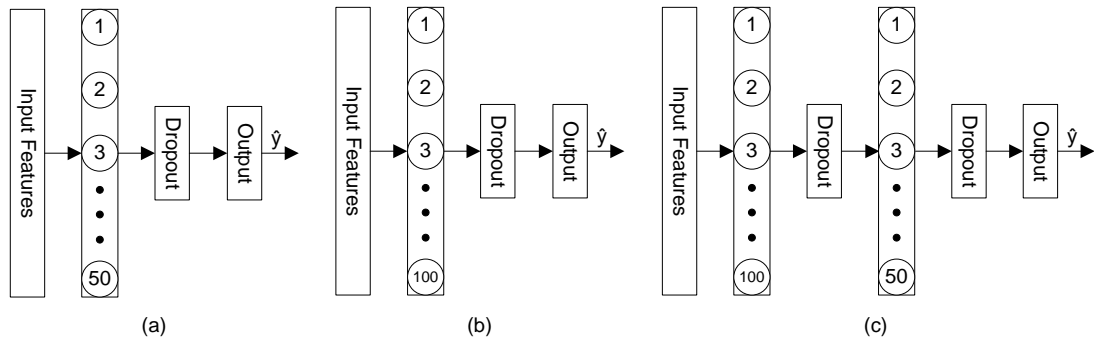 Input Features
1
2
3
50
Dropout
Output
ŷ
(a)
Input Features
1
2
3
100
Dropout
Output
ŷ
(b)
Input Features
1
2
3
100
Dropout
1
2
3
50
Dropout
Output
ŷ
(c)